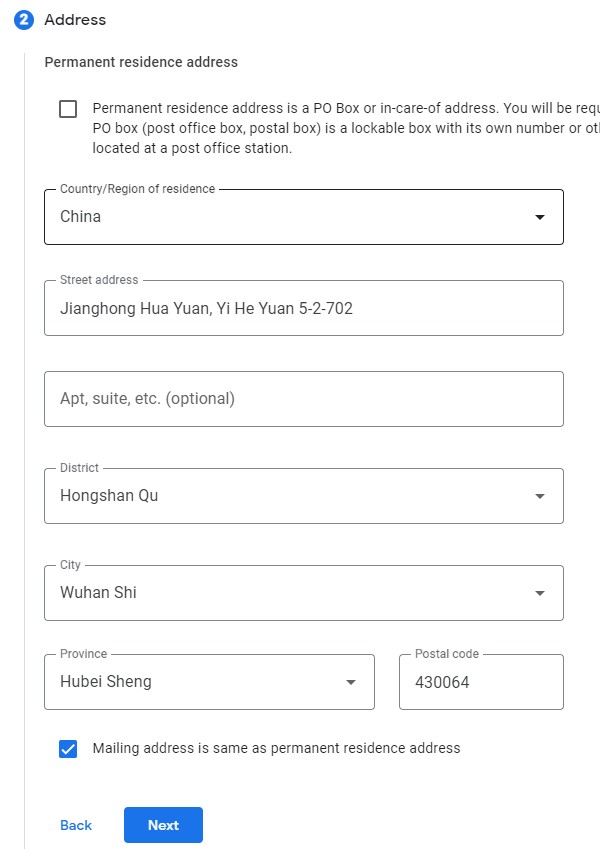 2 Address
Permanent residence address
Permanent residence address is a PO Box or in-care-of address. You will be
PO box (post office box, postal box) is a lockable box with its own number or
located at a post office station.
Country/Region of residence
China
Street address
Jianghong Hua Yuan, Yi He Yuan 5-2-702
Apt, suite, etc. (optional)
District
Hongshan Qu
City
Wuhan Shi
Province
Hubei Sheng
Postal code
430064
Mailing address is same as permanent residence address
Back
Next